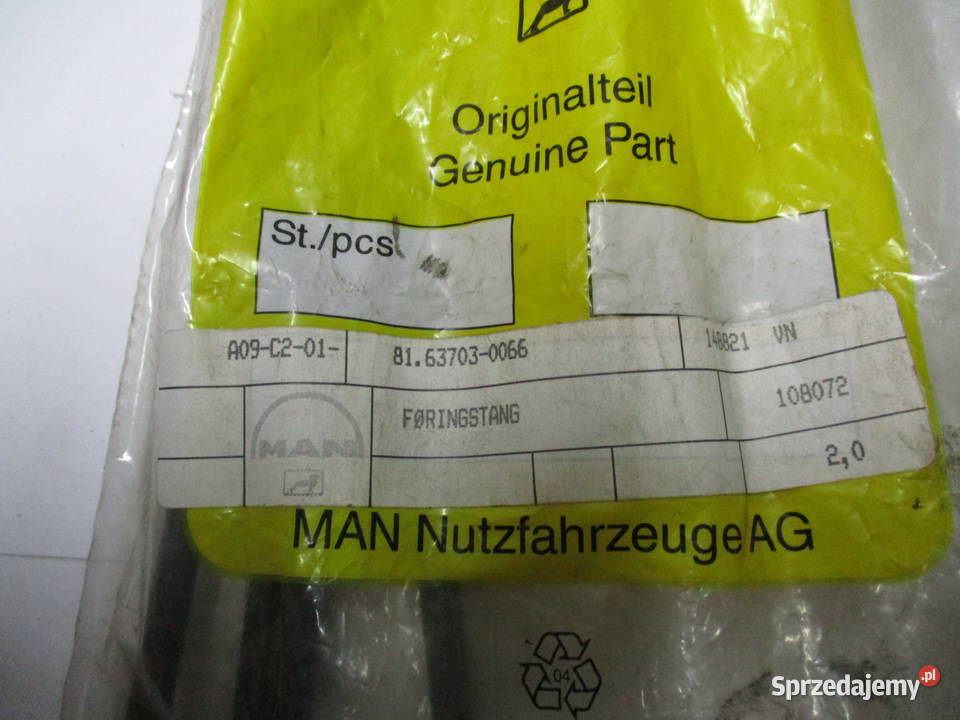 Originalteil
Genuine Part
St./pcs
A09-C2-01-
81.63703-0066
148821 VN
FØRINGSTANG
108072
MAN
2,0
MAN Nutzfahrzeuge AG
04
Sprzedajemy.pl